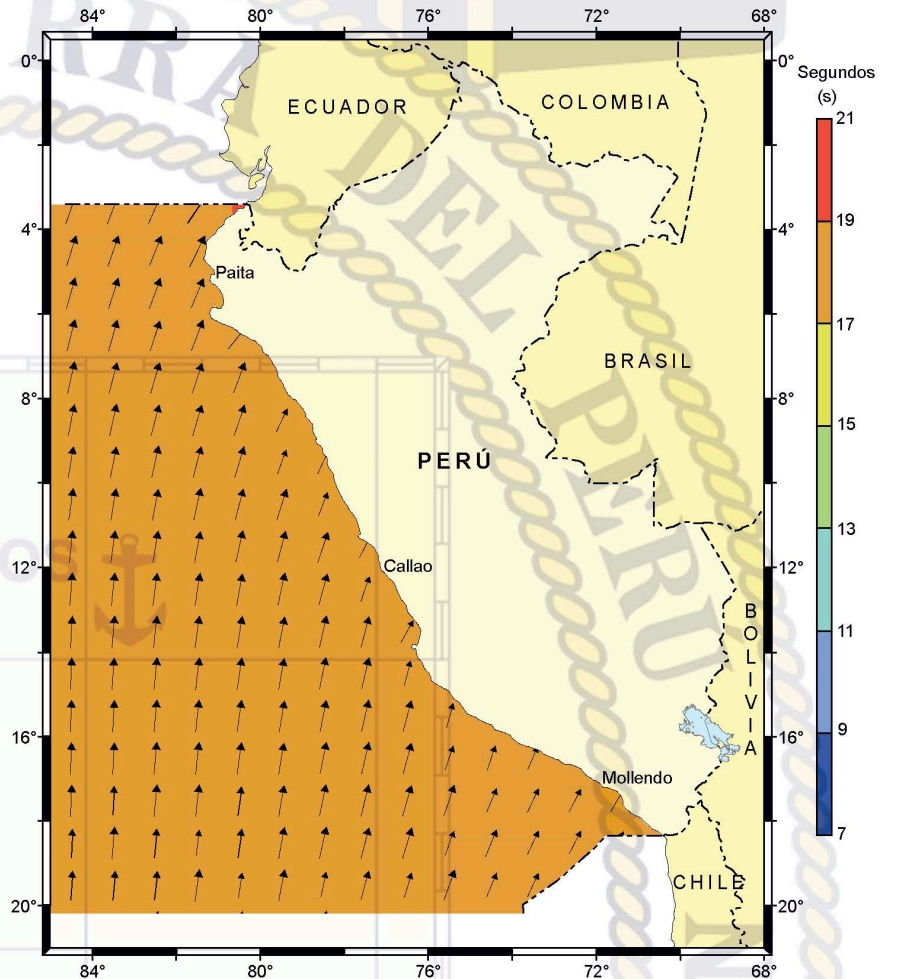 84° 80° 76° 72° 68°
0° 0°
Segundos
(s)
ECUADOR
COLOMBIA
21
19
17
15
13
11
9
7
4° 4°
Paita
BRASIL
8° 8°
PERÚ
12° 12°
Callao
BOLIVIA
16° 16°
Mollendo
CHILE
20° 20°
84° 80° 76° 72° 68°
DEL PERU